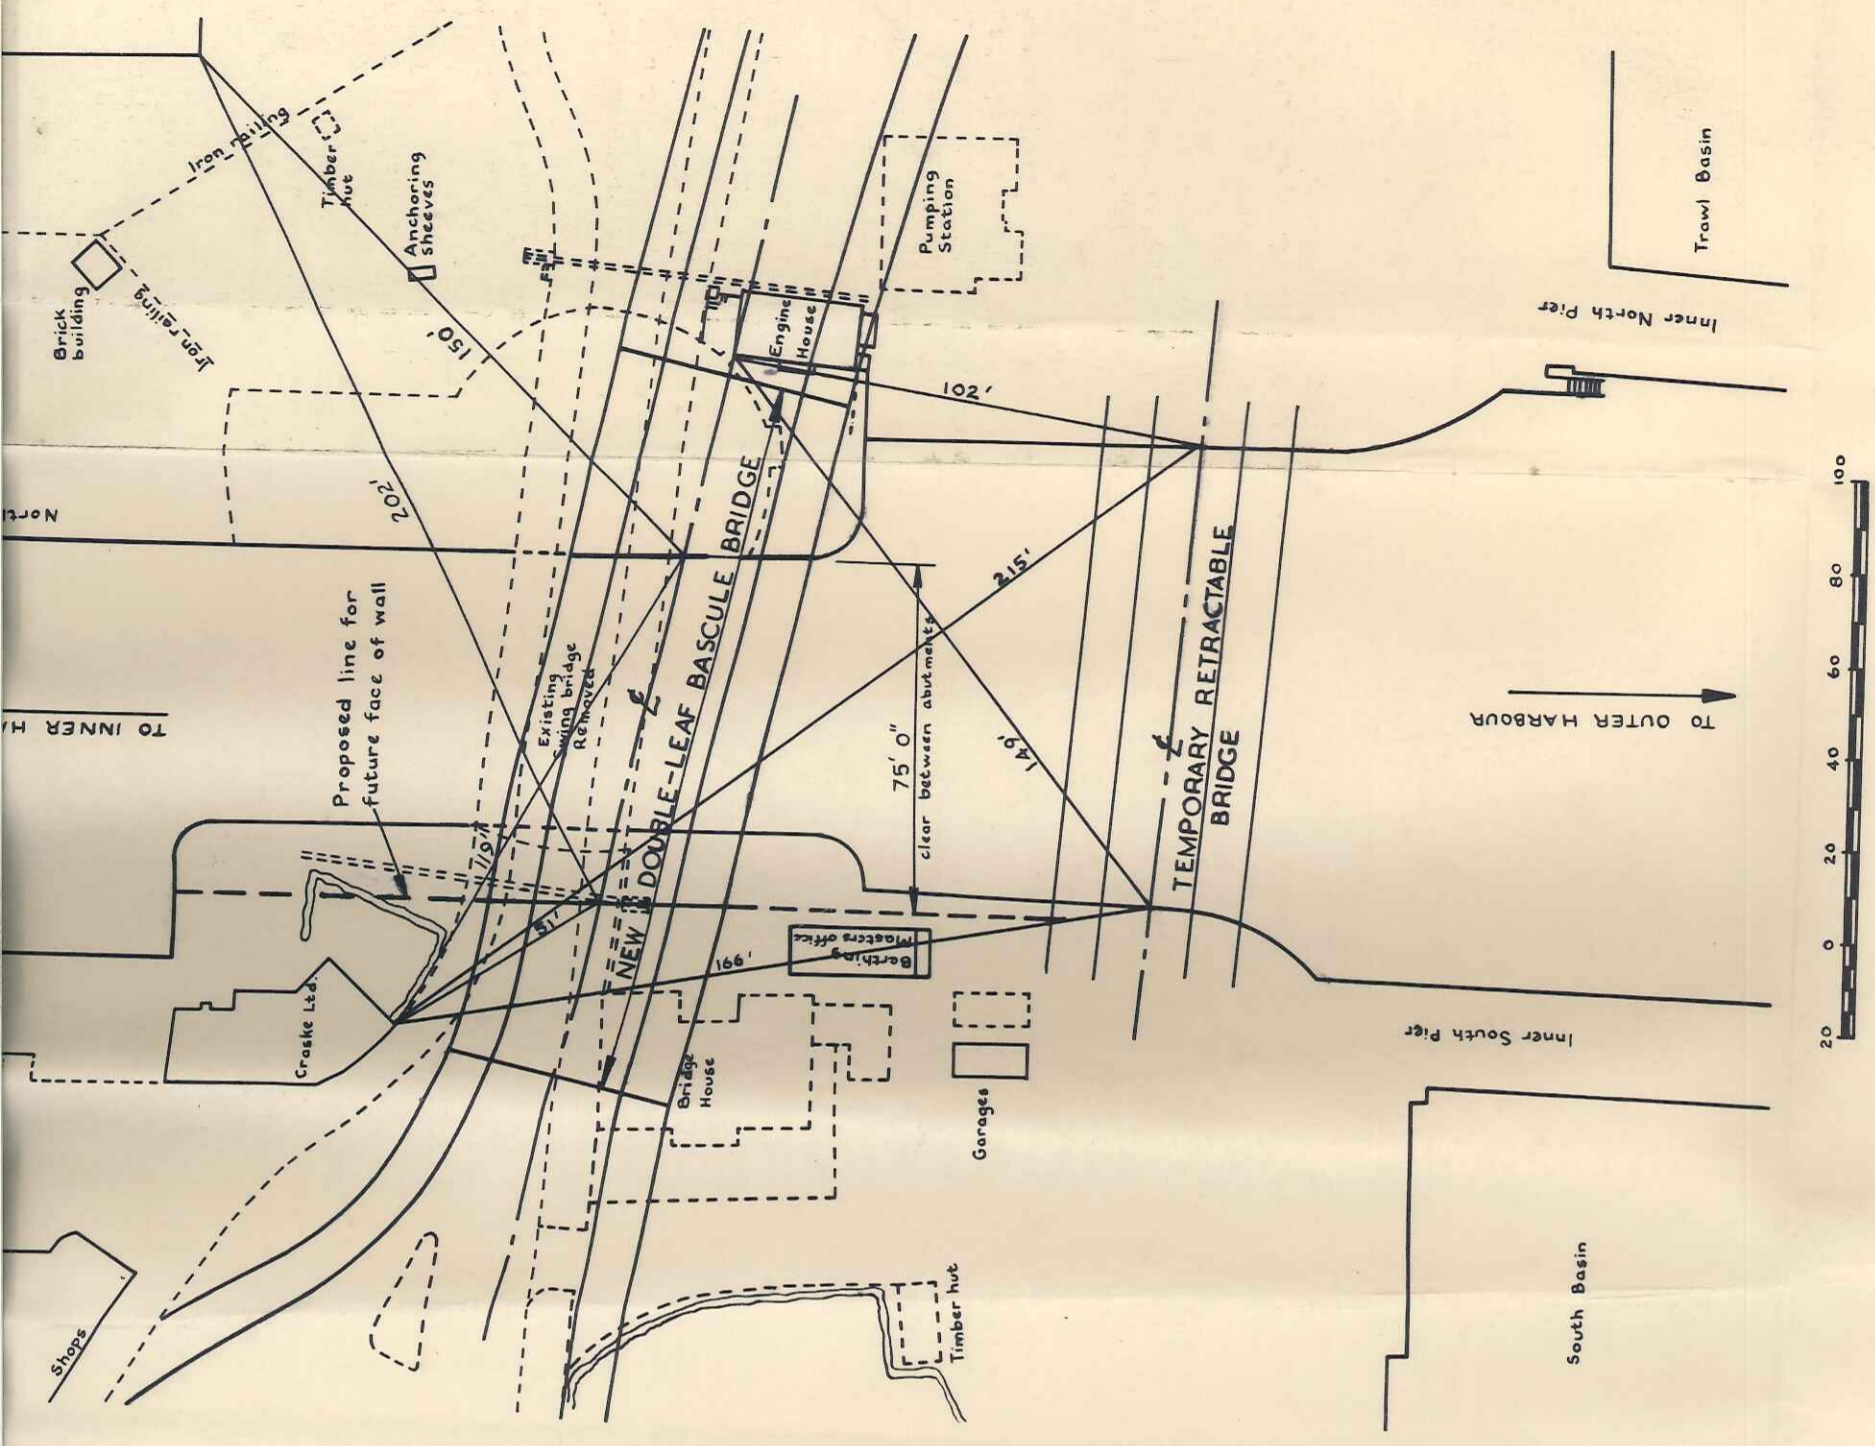 Iron railing
Timber
hut
Anchoring
sheeves
Brick
building
Iron railing
150'
202'
Pumping
Station
Engine
House
102'
Trawl Basin
Inner North Pier
Proposed line for
future face of wall
TO INNER
Existing
swing bridge
Removed
℄
NEW DOUBLE-LEAF BASCULE BRIDGE
75' 0"
clear between abutments
215'
149'
℄
TEMPORARY RETRACTABLE
BRIDGE
TO OUTER HARBOUR
119'
51'
166'
Berthing
Masters office
Craske Ltd.
Bridge
House
Garages
Inner South Pier
Shops
Timber hut
South Basin
20 0 20 40 60 80 100